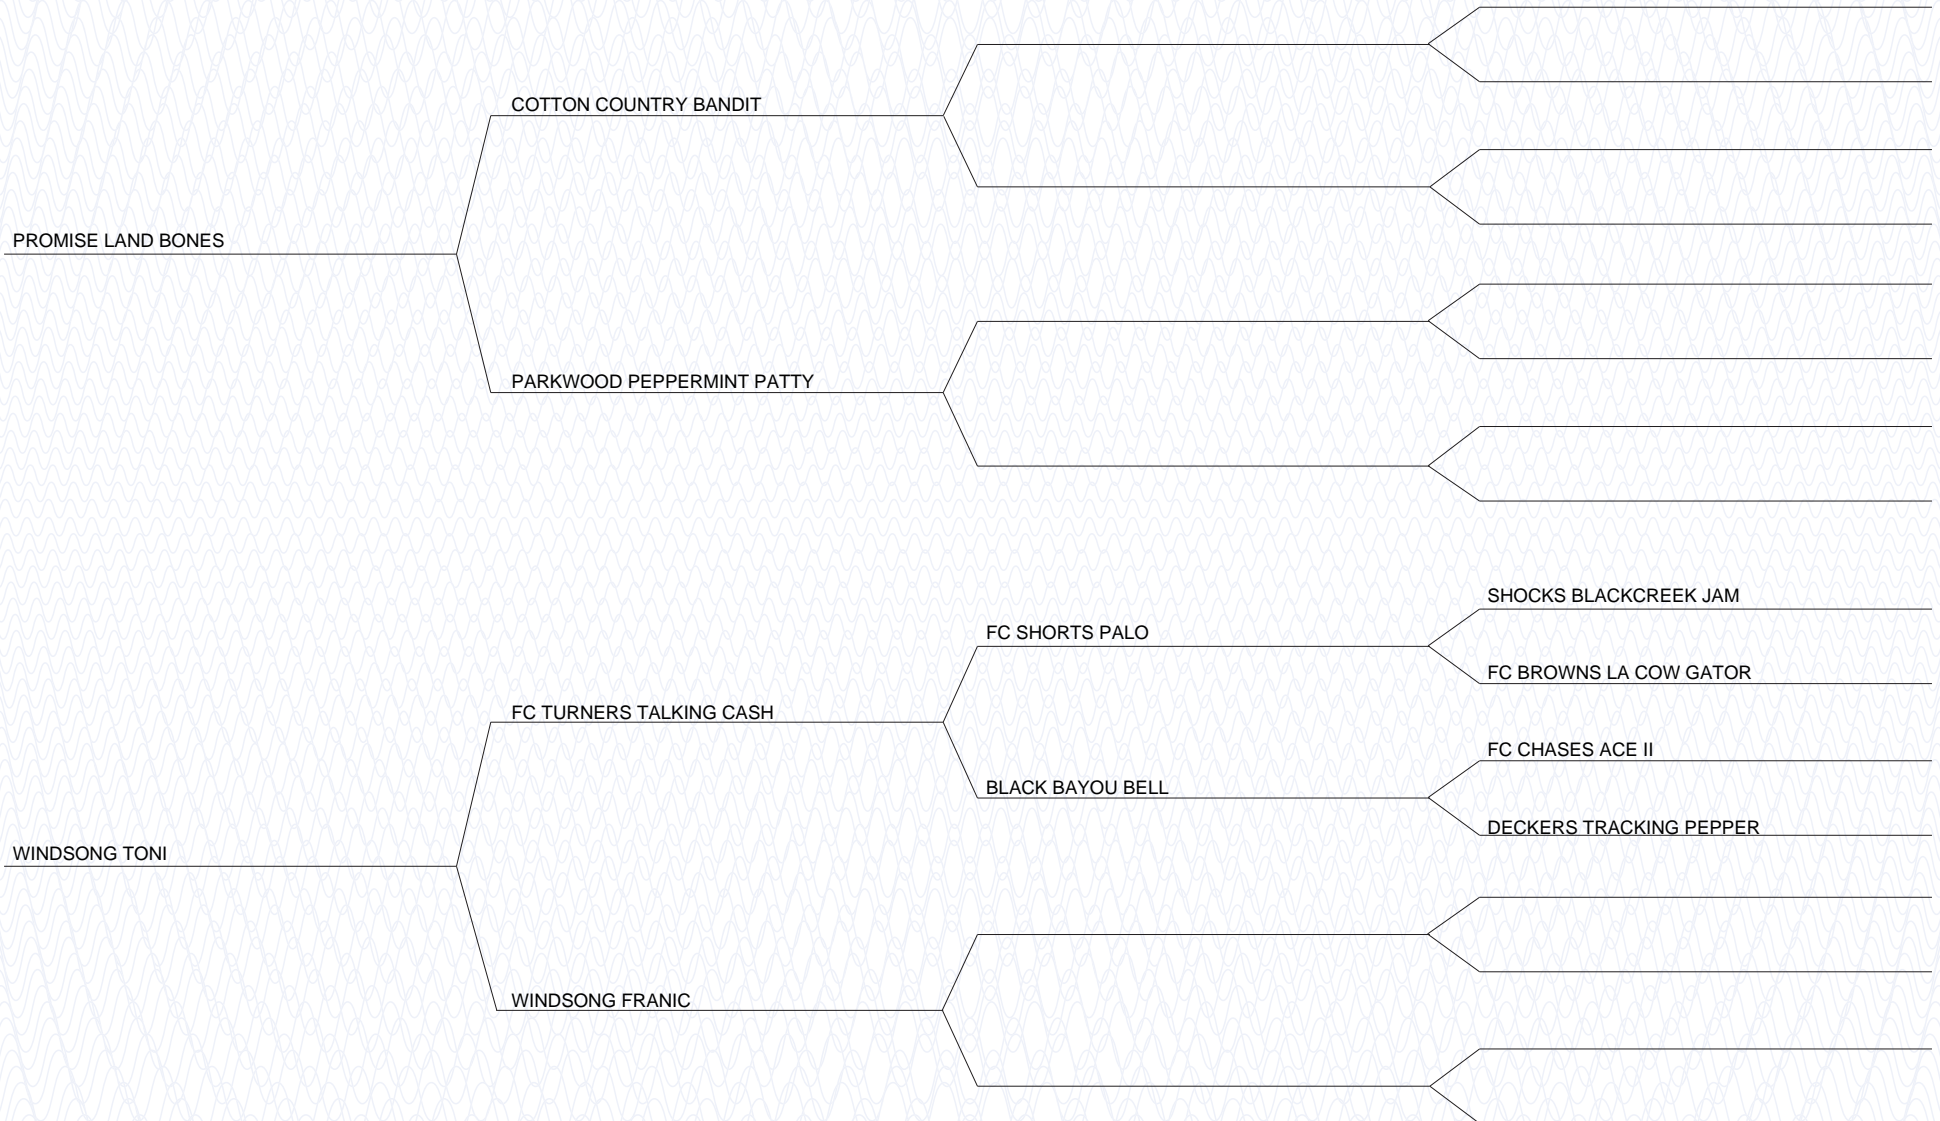 COTTON COUNTRY BANDIT
PROMISE LAND BONES
PARKWOOD PEPPERMINT PATTY
SHOCKS BLACKCREEK JAM
FC SHORTS PALO
FC BROWNS LA COW GATOR
FC TURNERS TALKING CASH
FC CHASES ACE II
BLACK BAYOU BELL
DECKERS TRACKING PEPPER
WINDSONG TONI
WINDSONG FRANIC